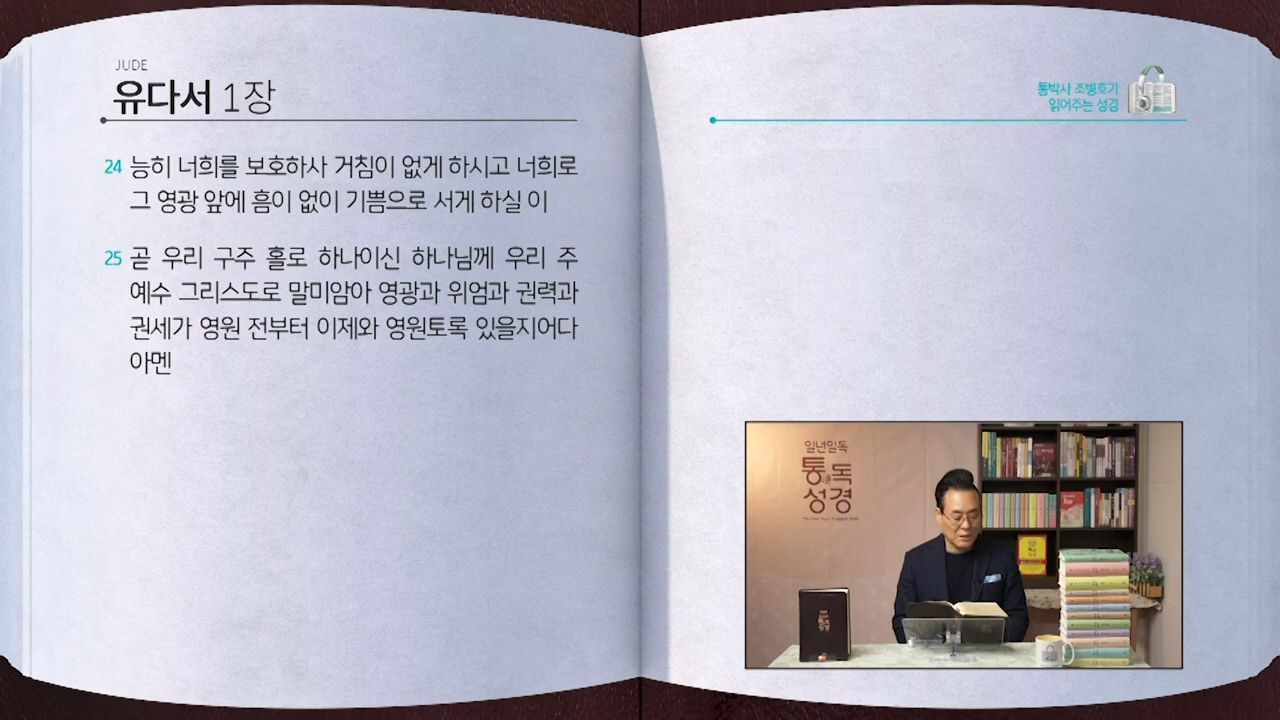 JUDE
유다서 1장
24 능히 너희를 보호하사 거침이 없게 하시고 너희로
그 영광 앞에 흠이 없이 기쁨으로 서게 하실 이
25 곧 우리 구주 홀로 하나이신 하나님께 우리 주
예수 그리스도로 말미암아 영광과 위엄과 권력과
권세가 영원 전부터 이제와 영원토록 있을지어다
아멘
통박사 조병호가
읽어주는 성경
일년일독
통독
성경